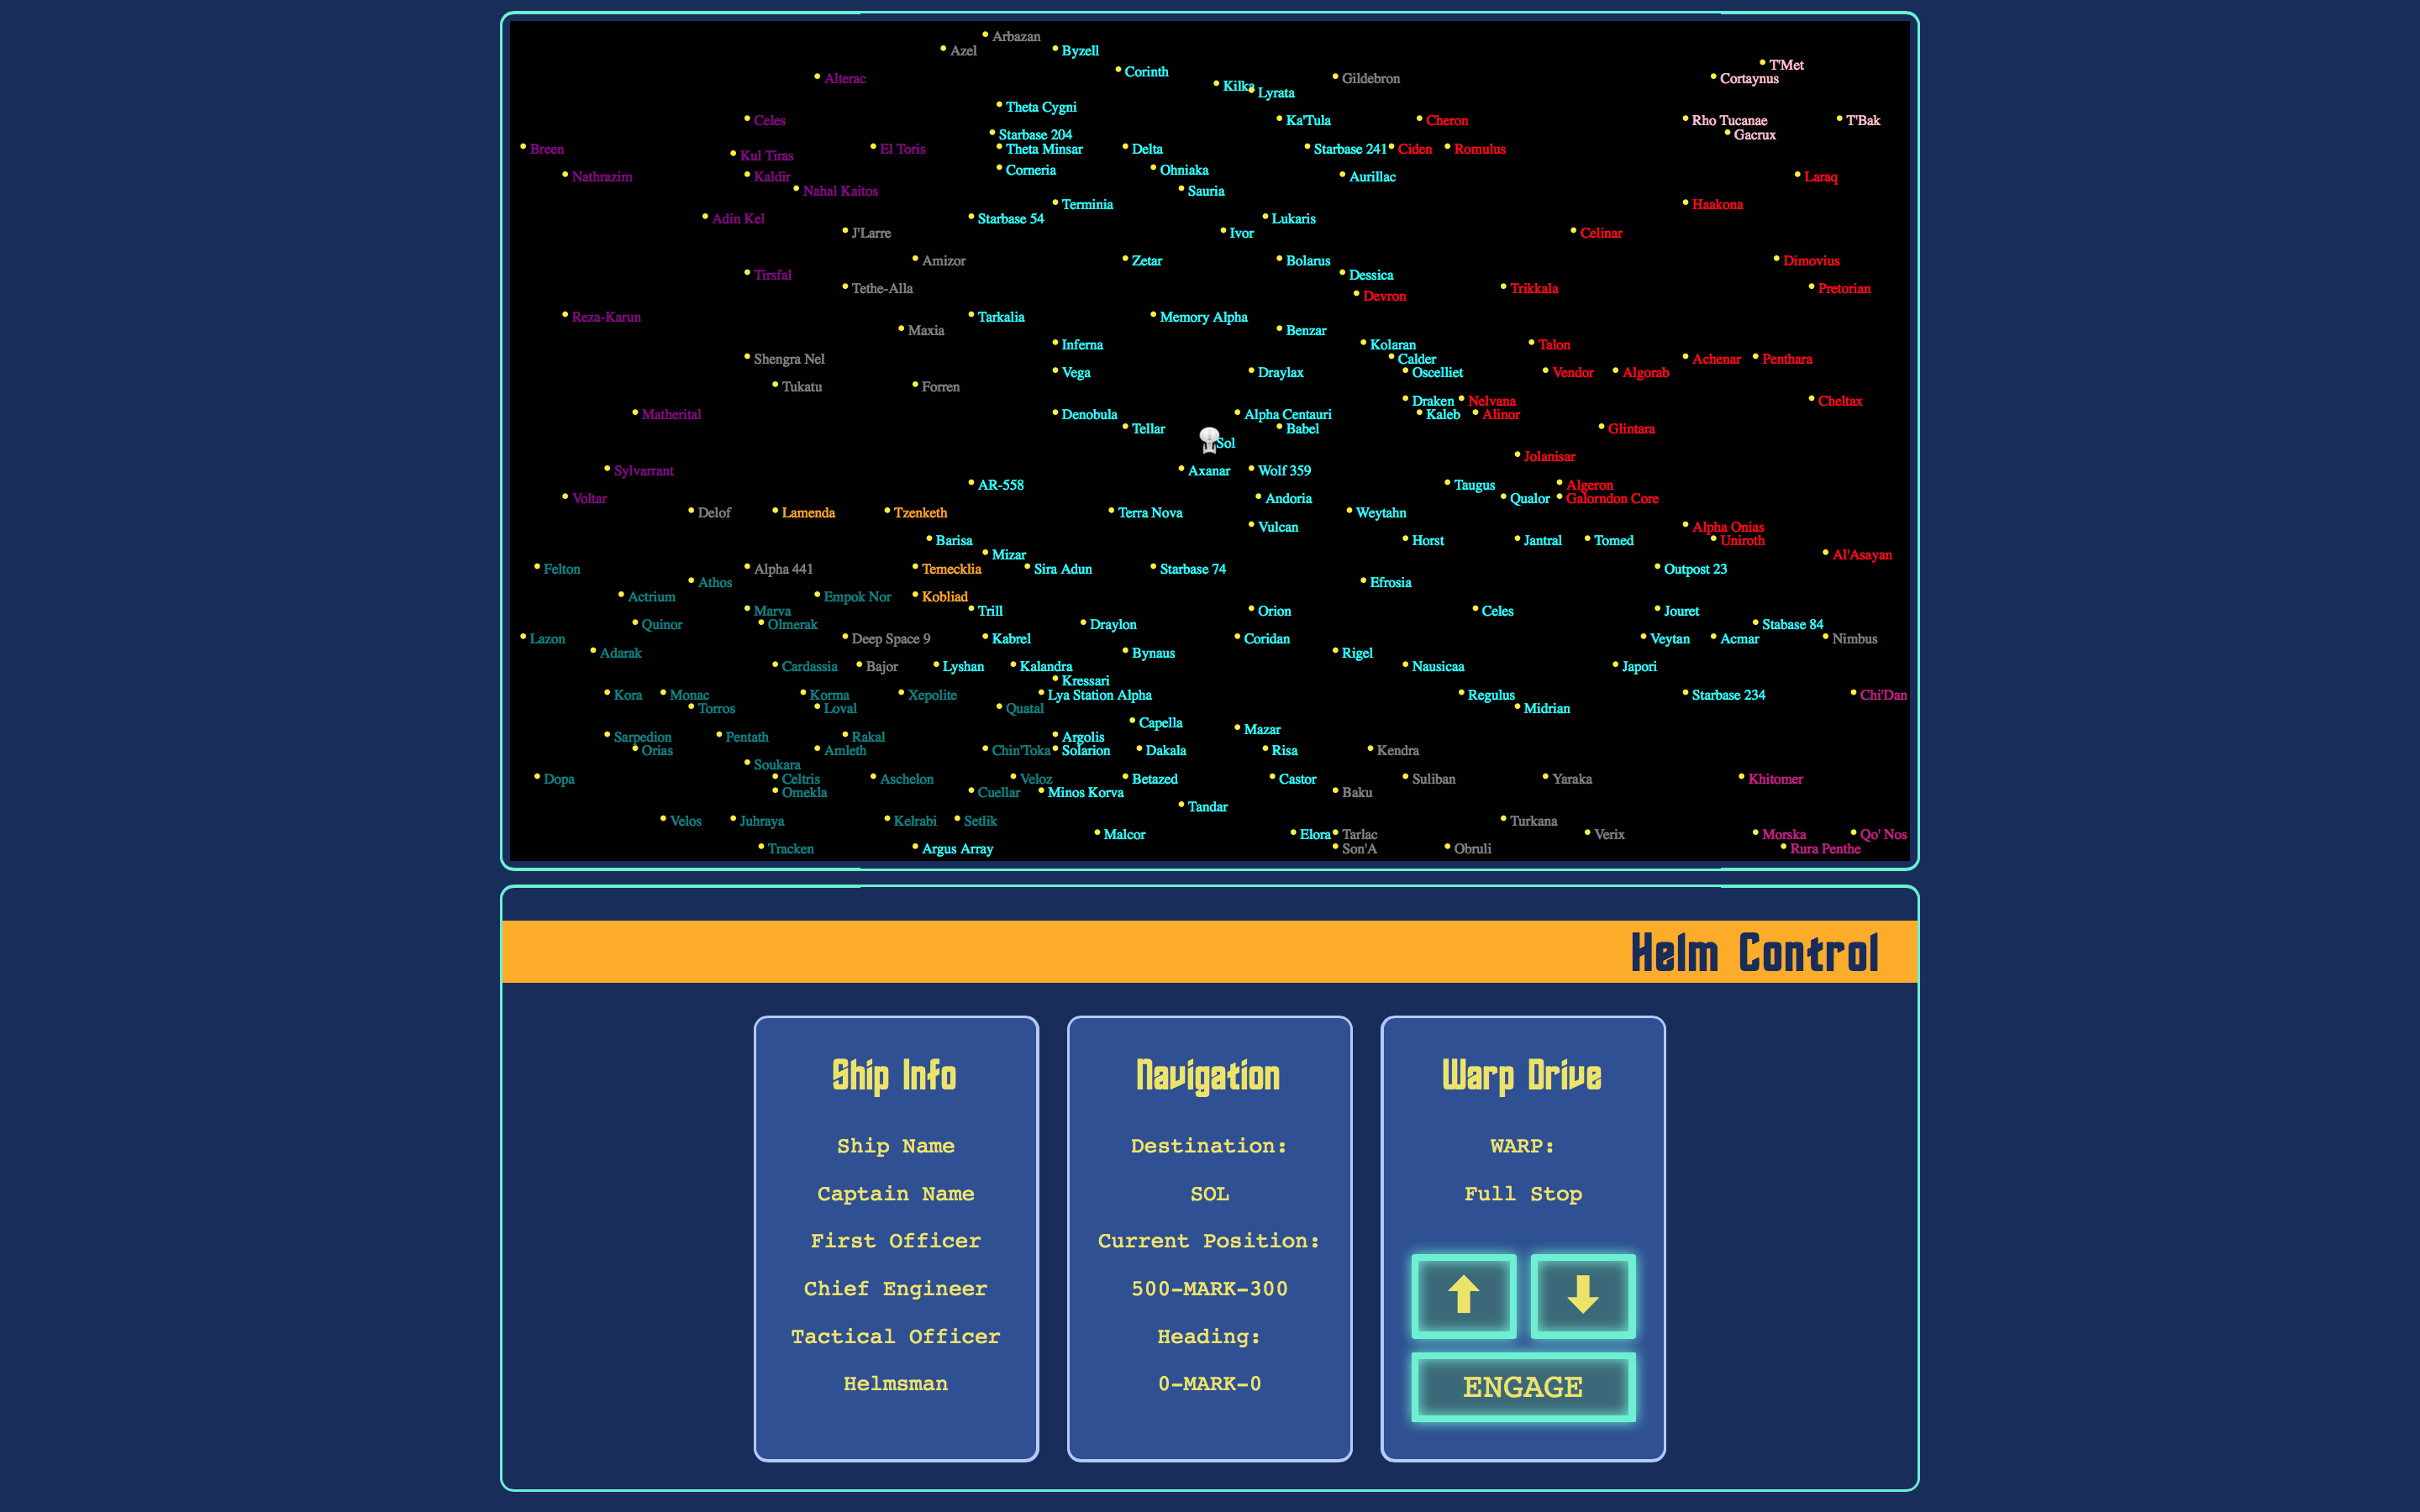 Arbazan
Azel
Byzell
T'Met
Corinth
Alterac
Gildebron
Cortaynus
Kilka
Lyrata
Theta Cygni
Celes
Ka'Tula
Cheron
Rho Tucanae
T'Bak
Starbase 204
Gacrux
Breen
Kul Tiras
El Toris
Theta Minsar
Delta
Starbase 241
Ciden
Romulus
Corneria
Ohniaka
Nathrazim
Kaldir
Aurillac
Laraq
Nahal Kaitos
Sauria
Terminia
Haakona
Adin Kel
Starbase 54
Lukaris
J'Larre
Ivor
Celinar
Amizor
Zetar
Bolarus
Dimovius
Tirsfal
Dessica
Tethe-Alla
Devron
Trikkala
Pretorian
Reza-Karun
Tarkalia
Memory Alpha
Maxia
Benzar
Inferna
Kolaran
Talon
Shengra Nel
Calder
Achenar
Penthara
Vega
Draylax
Oscelliet
Vendor
Algorab
Tukatu
Forren
Draken
Nelvana
Cheltax
Matherital
Denobula
Alpha Centauri
Kaleb
Alinor
Tellar
Babel
Glintara
Sol
Jolanisar
Sylvarrant
Axanar
Wolf 359
AR-558
Taugus
Algeron
Voltar
Andoria
Qualor
Galorndon Core
Delof
Lamenda
Tzenketh
Terra Nova
Weytahn
Vulcan
Alpha Onias
Barisa
Horst
Jantral
Tomed
Uniroth
Mizar
Al'Asayan
Felton
Alpha 441
Temecklia
Sira Adun
Starbase 74
Outpost 23
Athos
Efrosia
Actrium
Empok Nor
Kobliad
Marva
Trill
Orion
Celes
Jouret
Quinor
Olmerak
Draylon
Stabase 84
Lazon
Deep Space 9
Kabrel
Coridan
Veytan
Acmar
Nimbus
Adarak
Bynaus
Rigel
Cardassia
Bajor
Lyshan
Kalandra
Nausicaa
Japori
Kressari
Kora
Monac
Korma
Xepolite
Lya Station Alpha
Regulus
Starbase 234
Chi'Dan
Torros
Loval
Quatal
Midrian
Capella
Mazar
Sarpedion
Pentath
Rakal
Argolis
Orias
Amleth
Chin'Toka
Solarion
Dakala
Risa
Kendra
Soukara
Dopa
Celtris
Aschelon
Veloz
Betazed
Castor
Suliban
Yaraka
Khitomer
Omekla
Cuellar
Minos Korva
Baku
Tandar
Velos
Juhraya
Kelrabi
Setlik
Turkana
Malcor
Elora
Tarlac
Verix
Morska
Qo' Nos
Tracken
Argus Array
Son'A
Obruli
Rura Penthe
Helm Control
Ship Info
Ship Name
Captain Name
First Officer
Chief Engineer
Tactical Officer
Helmsman
Navigation
Destination:
SOL
Current Position:
500-MARK-300
Heading:
0-MARK-0
Warp Drive
WARP:
Full Stop
ENGAGE